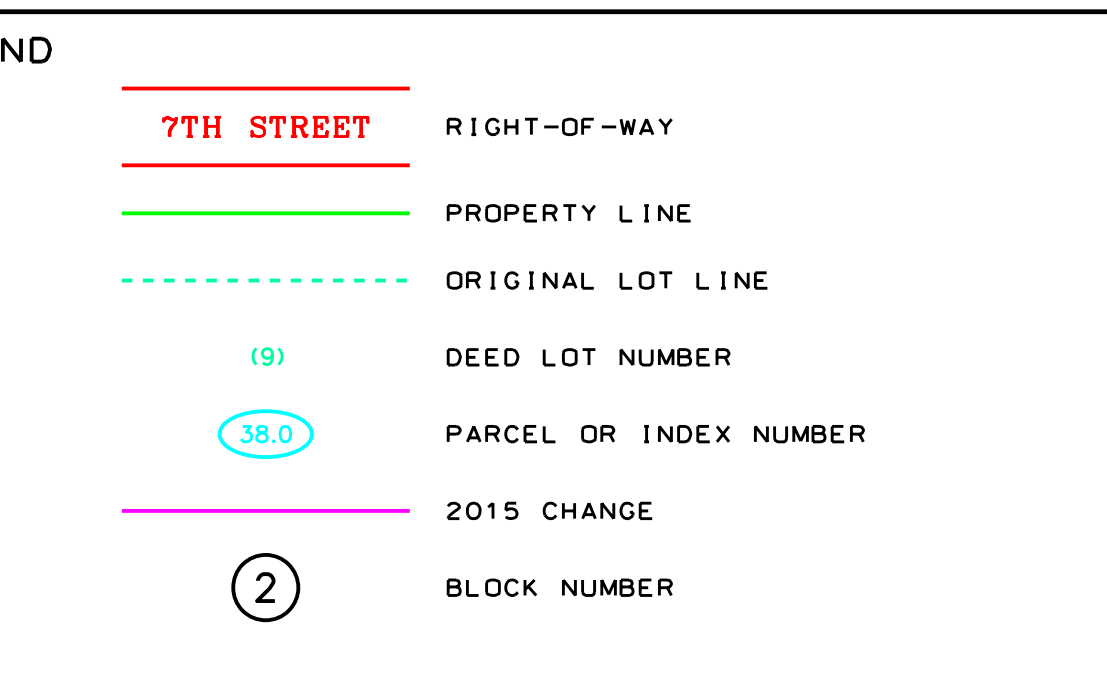 ND
7TH STREET RIGHT-OF-WAY
PROPERTY LINE
ORIGINAL LOT LINE
(9) DEED LOT NUMBER
38.0 PARCEL OR INDEX NUMBER
2015 CHANGE
2 BLOCK NUMBER